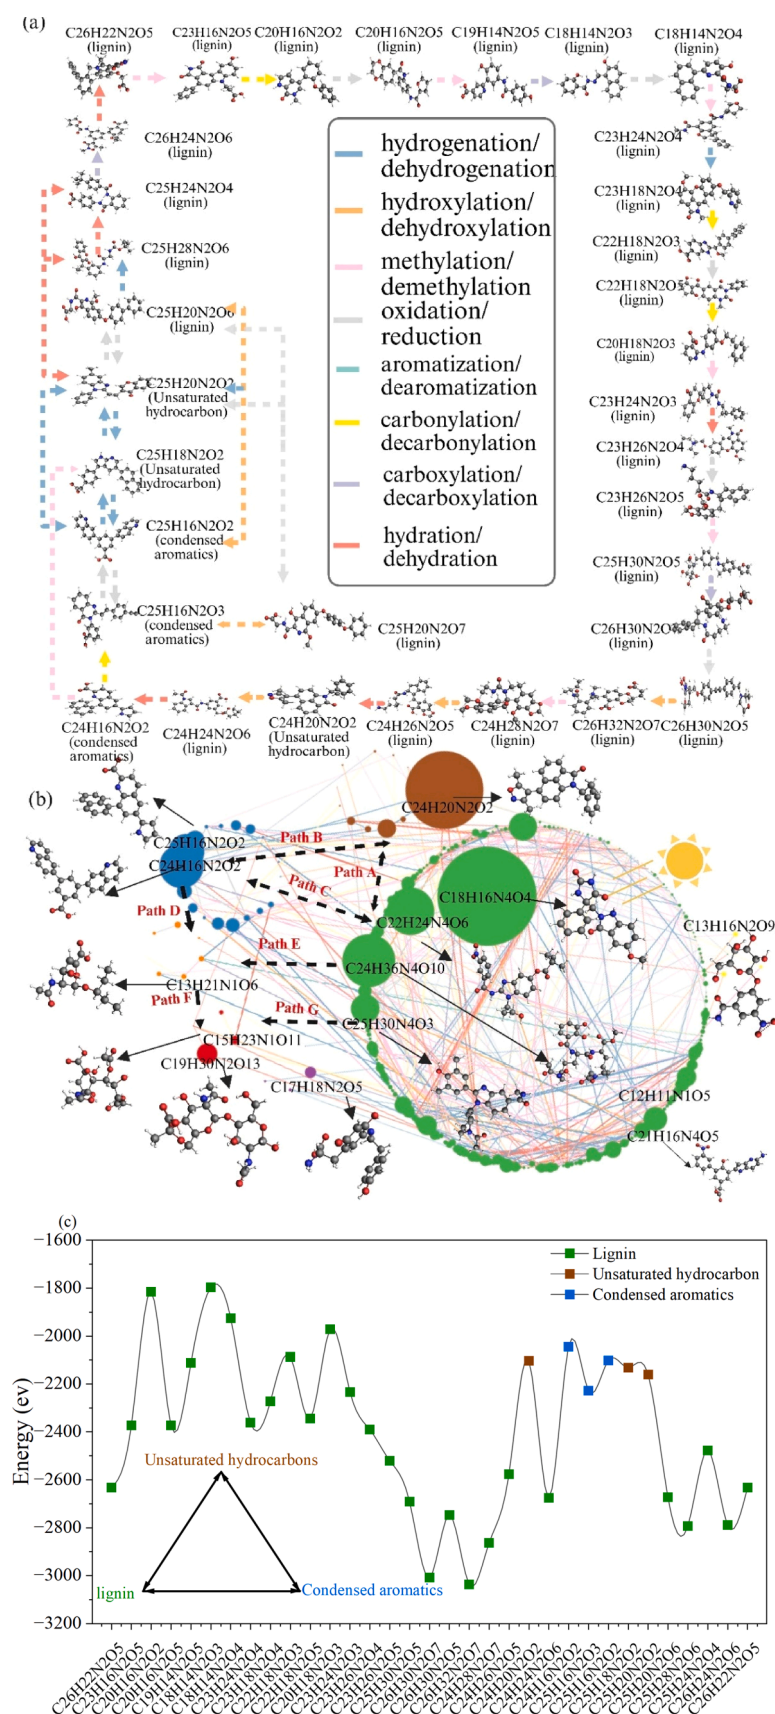 (a)
C26H22N2O5
(lignin)
C23H16N2O5
(lignin)
C20H16N2O2
(lignin)
C20H16N2O5
(lignin)
C19H14N2O5
(lignin)
C18H14N2O3
(lignin)
C18H14N2O4
(lignin)
C26H24N2O6
(lignin)
C25H24N2O4
(lignin)
C25H28N2O6
(lignin)
C25H20N2O6
(lignin)
C25H20N2O2
(Unsaturated
hydrocarbon)
C25H18N2O2
(Unsaturated
hydrocarbon)
C25H16N2O2
(condensed
aromatics)
C25H16N2O3
(condensed
aromatics)
C25H20N2O7
(lignin)
hydrogenation/
dehydrogenation
hydroxylation/
dehydroxylation
methylation/
demethylation
oxidation/
reduction
aromatization/
dearomatization
carbonylation/
decarbonylation
carboxylation/
decarboxylation
hydration/
dehydration
C23H24N2O4
(lignin)
C23H18N2O4
(lignin)
C22H18N2O3
(lignin)
C22H18N2O5
(lignin)
C20H18N2O3
(lignin)
C23H24N2O3
(lignin)
C23H26N2O4
(lignin)
C23H26N2O5
(lignin)
C25H30N2O5
(lignin)
C26H30N2O
(lignin)
C24H16N2O2
(condensed
aromatics)
C24H24N2O6
(lignin)
C24H20N2O2
(Unsaturated
hydrocarbon)
C24H26N2O5
(lignin)
C24H28N2O7
(lignin)
C26H32N2O7
(lignin)
C26H30N2O5
(lignin)
(b)
C24H20N2O2
C25H16N2O2
C24H16N2O2
Path B
Path A
Path C
C18H16N4O4
Path D
C22H24N4O6
C13H16N2O9
Path E
C24H36N4O10
C13H21N1O6
Path F
Path G
C25H30N4O3
C15H23N1O11
C19H30N2O13
C17H18N2O5
C12H11N1O5
C21H16N4O5
(c)
−1600
−1800
−2000
−2200
−2400
−2600
−2800
−3000
−3200
Energy (ev)
Lignin
Unsaturated hydrocarbon
Condensed aromatics
Unsaturated hydrocarbons
lignin
Condensed aromatics
C26H22N2O5
C23H16N2O5
C20H16N2O2
C20H16N2O5
C19H14N2O5
C18H14N2O3
C18H14N2O4
C23H24N2O4
C23H18N2O4
C22H18N2O3
C22H18N2O5
C20H18N2O3
C23H24N2O3
C23H26N2O4
C23H26N2O5
C25H30N2O5
C26H30N2O7
C26H30N2O5
C26H32N2O7
C24H28N2O7
C24H26N2O5
C24H20N2O2
C24H24N2O6
C24H16N2O2
C25H16N2O3
C25H16N2O2
C25H18N2O2
C25H20N2O2
C25H20N2O6
C25H28N2O6
C25H24N2O4
C26H24N2O6
C26H22N2O5